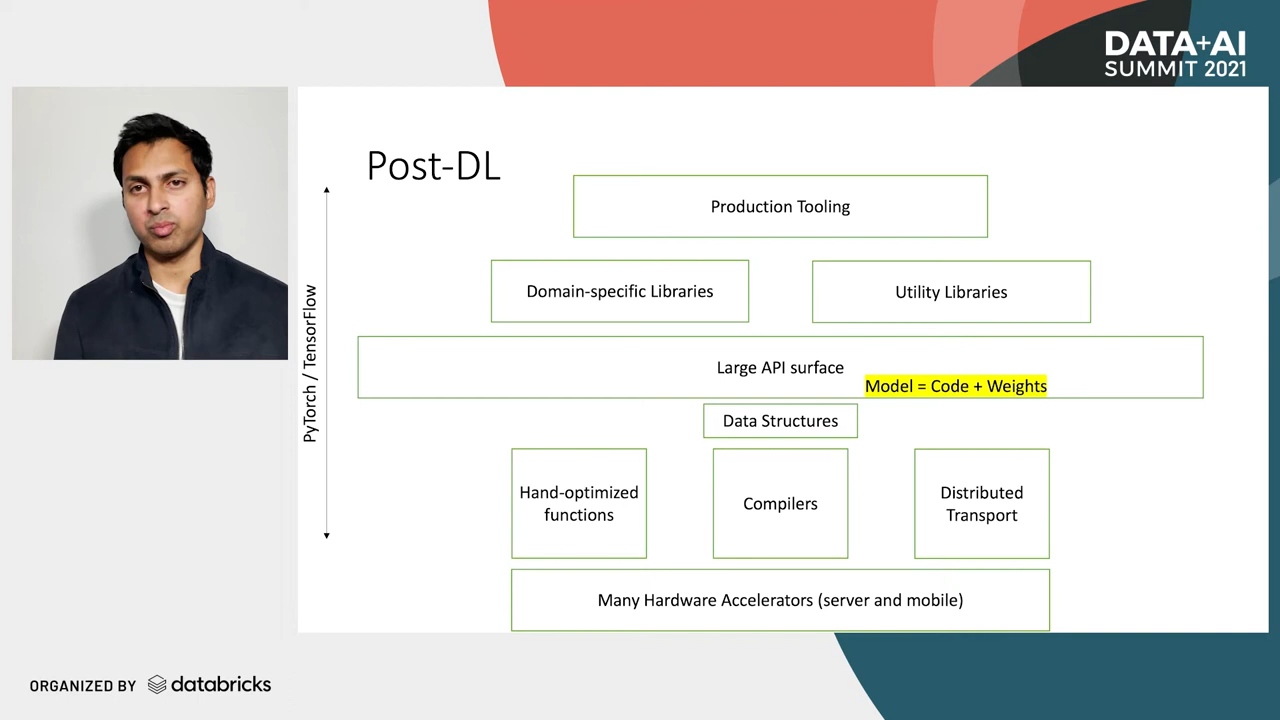 DATA+AI
SUMMIT 2021
Post-DL
Production Tooling
Domain-specific Libraries
Utility Libraries
PyTorch / TensorFlow
Large API surface
Model = Code + Weights
Data Structures
Hand-optimized
functions
Compilers
Distributed
Transport
Many Hardware Accelerators (server and mobile)
ORGANIZED BY databricks